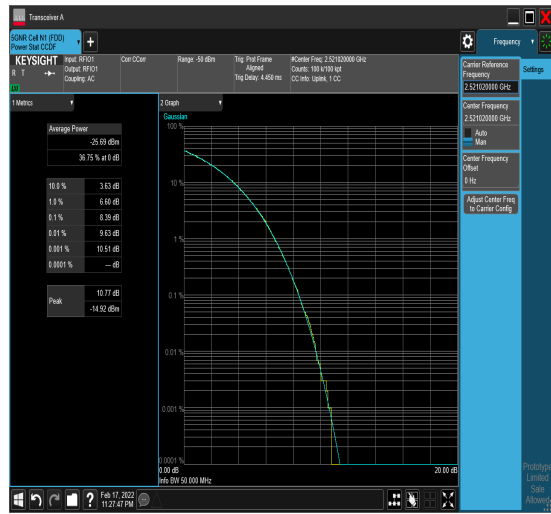 Transceiver A
5GNR Cell N1 (FDD)
Power Stat CCDF
Frequency
KEYSIGHT
R T
LXI
Input: RFIO1
Output: RFIO1
Coupling: AC
Corr CCorr
Range: -50 dBm
Trig: Prot Frame
Aligned
Trig Delay: 4.450 ms
#Center Freq: 2.521020000 GHz
Counts: 100 k/100 kpt
CC Info: Uplink, 1 CC
Carrier Reference
Frequency
2.521020000 GHz
Settings
Center Frequency
2.521020000 GHz
Auto
Man
Center Frequency
Offset
0 Hz
Adjust Center Freq
to Carrier Config
1 Metrics
Average Power
-25.69 dBm
36.75 % at 0 dB
10.0 % 3.63 dB
1.0 % 6.60 dB
0.1 % 8.39 dB
0.01 % 9.63 dB
0.001 % 10.51 dB
0.0001 % --- dB
Peak
10.77 dB
-14.92 dBm
2 Graph
Gaussian
100 %
10 %
1 %
0.1 %
0.01 %
0.001 %
0.0001 %
0.00 dB 20.00 dB
Info BW 50.000 MHz
Feb 17, 2022
11:27:47 PM
Prototype
Limited
Sale
Allowed